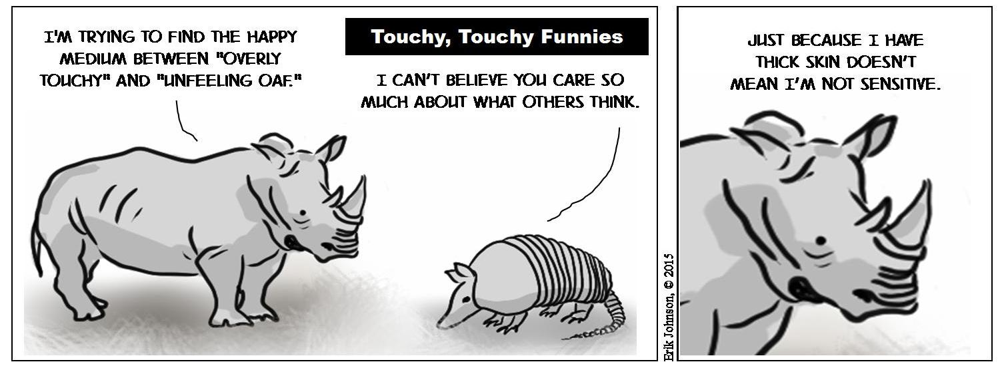 I'M TRYING TO FIND THE HAPPY
MEDIUM BETWEEN "OVERLY
TOUCHY" AND "UNFEELING OAF."
Touchy, Touchy Funnies
I CAN'T BELIEVE YOU CARE SO
MUCH ABOUT WHAT OTHERS THINK.
Erik Johnson, © 2015
JUST BECAUSE I HAVE
THICK SKIN DOESN'T
MEAN I'M NOT SENSITIVE.